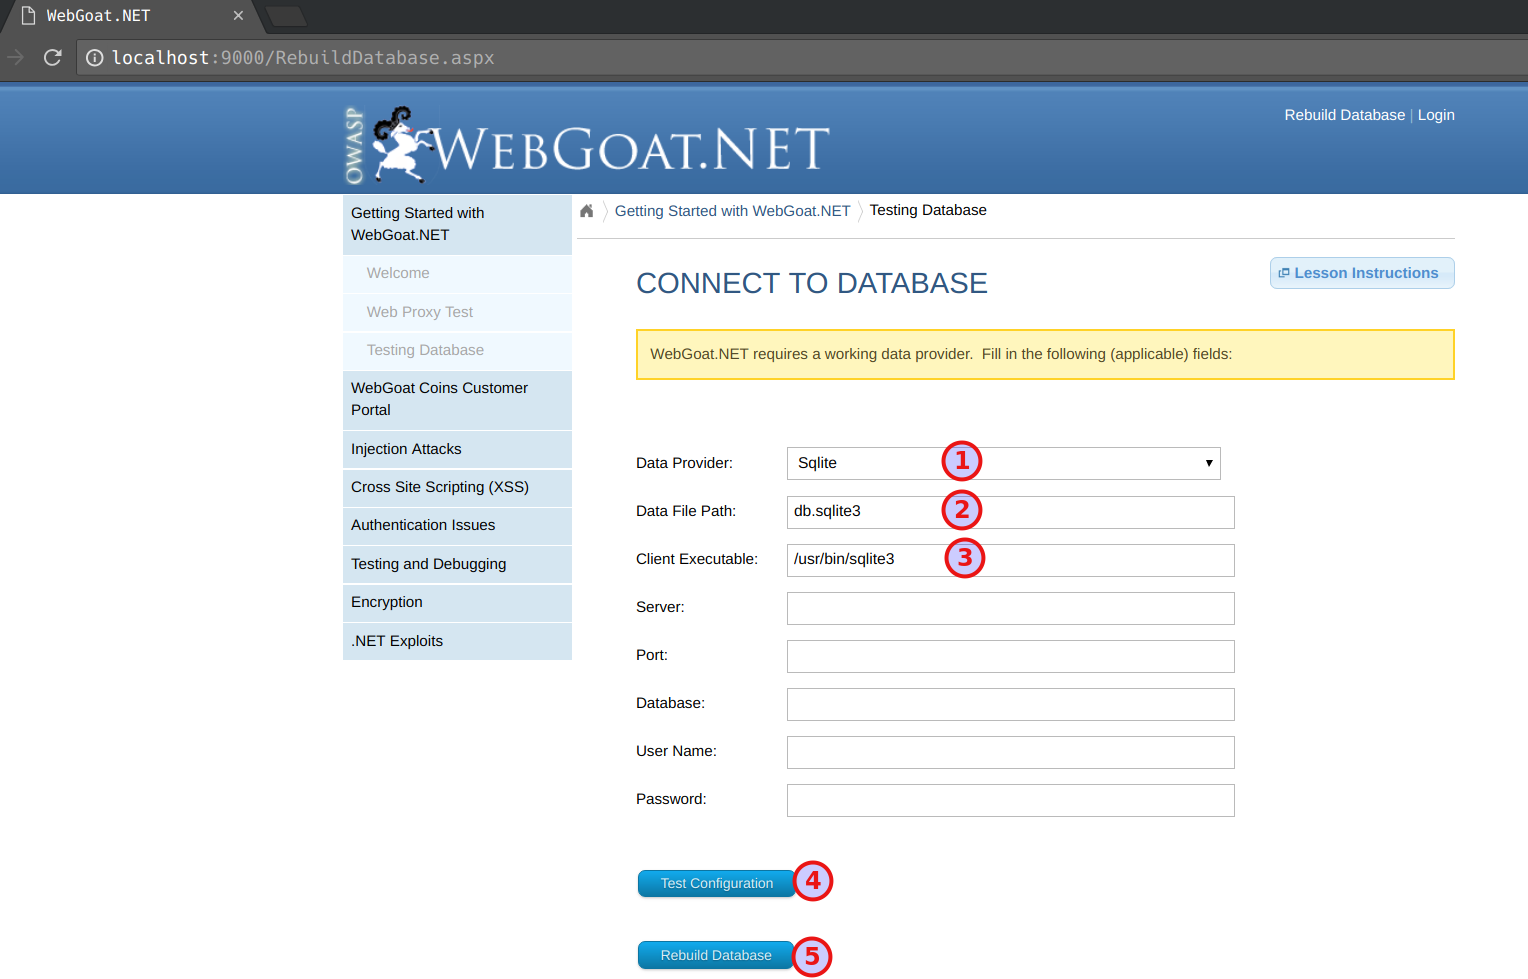 WebGoat.NET
localhost:9000/RebuildDatabase.aspx
OWASP
WEBGOAT.NET
Rebuild Database | Login
Getting Started with
WebGoat.NET
Welcome
Web Proxy Test
Testing Database
WebGoat Coins Customer
Portal
Injection Attacks
Cross Site Scripting (XSS)
Authentication Issues
Testing and Debugging
Encryption
.NET Exploits
Getting Started with WebGoat.NET Testing Database
CONNECT TO DATABASE
Lesson Instructions
WebGoat.NET requires a working data provider.  Fill in the following (applicable) fields:
Data Provider: Sqlite 1
Data File Path: db.sqlite3 2
Client Executable: /usr/bin/sqlite3 3
Server:
Port:
Database:
User Name:
Password:
Test Configuration 4
Rebuild Database 5